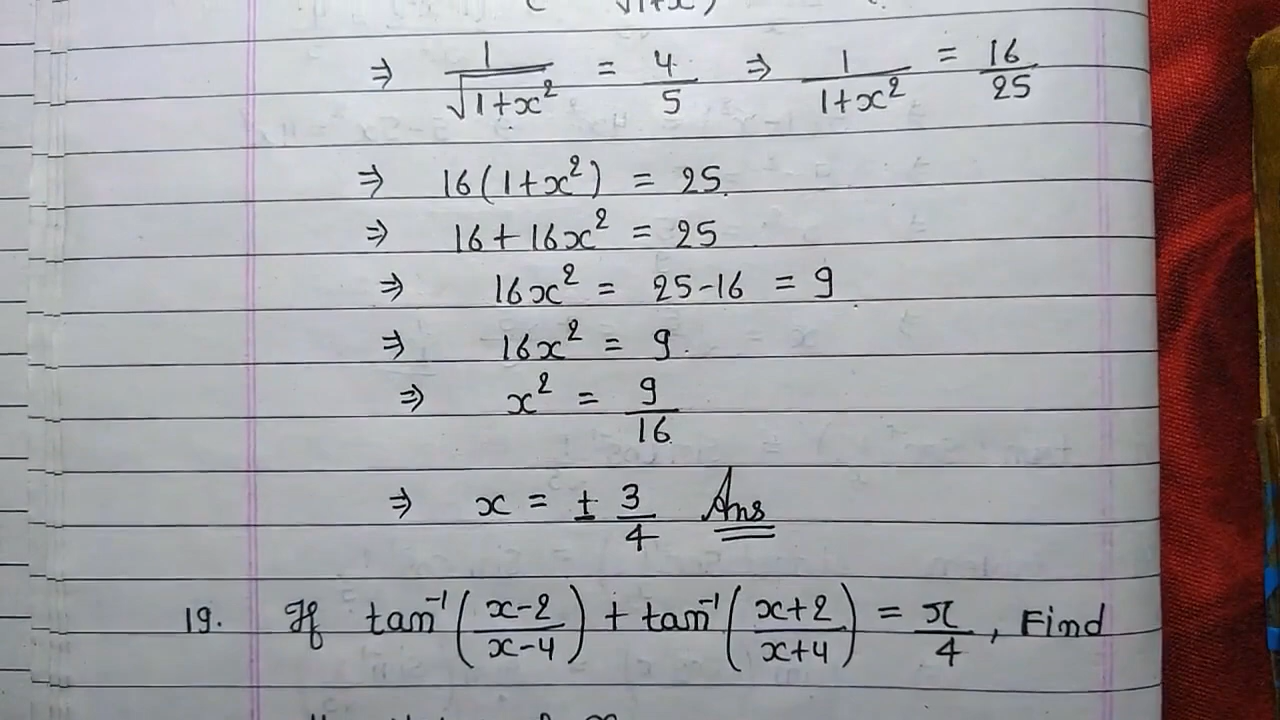 ⇒ 1/√(1+x²) = 4/5 ⇒ 1/(1+x²) = 16/25
⇒ 16(1+x²) = 25
⇒ 16+16x² = 25
⇒ 16x² = 25-16 = 9
⇒ 16x² = 9
⇒ x² = 9/16
⇒ x = ± 3/4 Ans
19. If tan⁻¹((x-2)/(x-4)) + tan⁻¹((x+2)/(x+4)) = π/4, Find